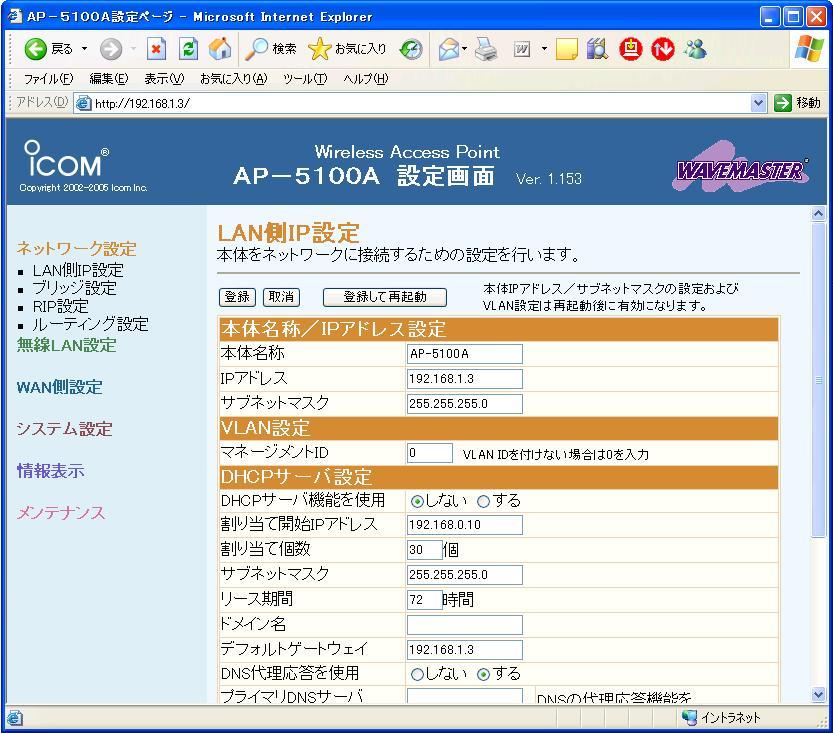 AP－5100A設定ページ - Microsoft Internet Explorer
戻る 検索 お気に入り
ファイル(F) 編集(E) 表示(V) お気に入り(A) ツール(T) ヘルプ(H)
アドレス(D) http://192.168.1.3/ 移動
ICOM®
Copyright 2002-2005 Icom Inc.
Wireless Access Point
AP－5100A 設定画面 Ver. 1.153
WAVEMASTER
ネットワーク設定
LAN側IP設定
ブリッジ設定
RIP設定
ルーティング設定
無線LAN設定
WAN側設定
システム設定
情報表示
メンテナンス
LAN側IP設定
本体をネットワークに接続するための設定を行います。
登録 取消 登録して再起動
本体IPアドレス／サブネットマスクの設定および
VLAN設定は再起動後に有効になります。
本体名称／IPアドレス設定
本体名称 AP-5100A
IPアドレス 192.168.1.3
サブネットマスク 255.255.255.0
VLAN設定
マネージメントID 0 VLAN IDを付けない場合は0を入力
DHCPサーバ設定
DHCPサーバ機能を使用 しない する
割り当て開始IPアドレス 192.168.0.10
割り当て個数 30 個
サブネットマスク 255.255.255.0
リース期間 72 時間
ドメイン名
デフォルトゲートウェイ 192.168.1.3
DNS代理応答を使用 しない する
プライマリDNSサーバ DNSの代理応答機能を
イントラネット